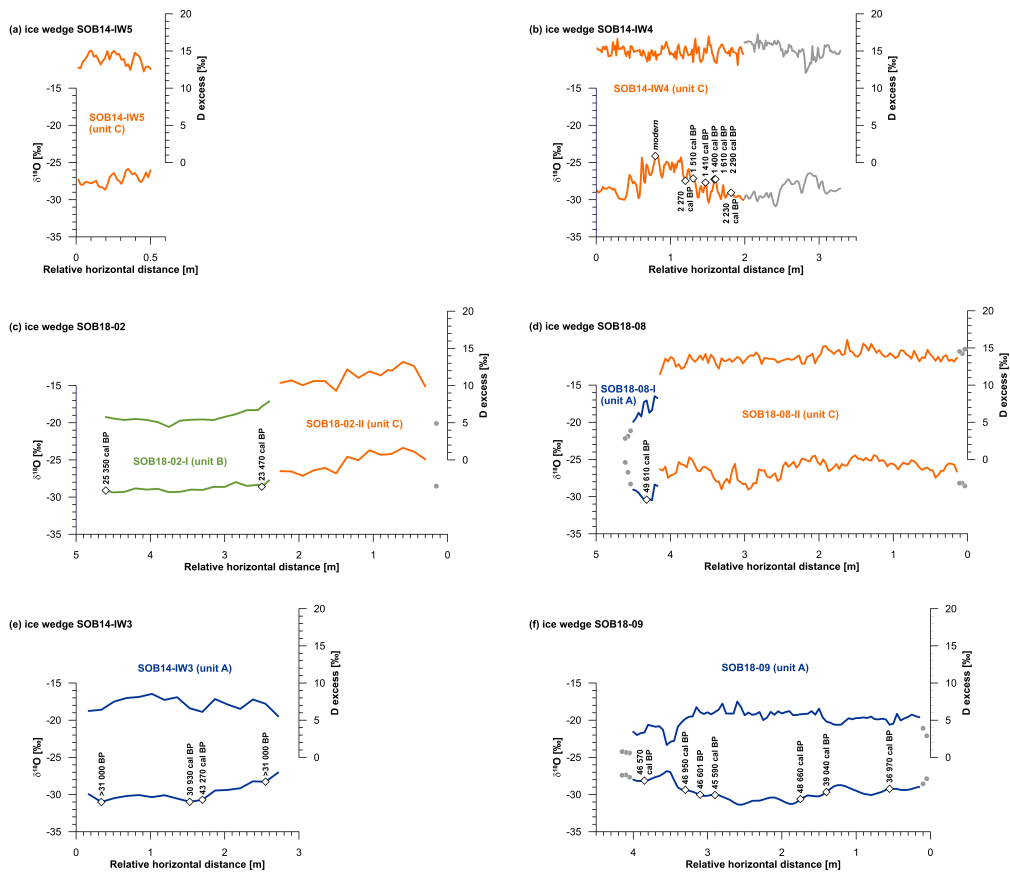 (a) ice wedge SOB14-IW5
20
15
10
5
0
D excess [‰]
-15
-20
-25
-30
-35
δ18O [‰]
SOB14-IW5
(unit C)
0
0.5
Relative horizontal distance [m]
(b) ice wedge SOB14-IW4
20
15
10
5
0
D excess [‰]
-15
-20
-25
-30
-35
δ18O [‰]
SOB14-IW4 (unit C)
modern
2 270
cal BP
1 510 cal BP
1 410 cal BP
1 400 cal BP
1 610 cal BP
2 290 cal BP
2 230
cal BP
0
1
2
3
Relative horizontal distance [m]
(c) ice wedge SOB18-02
20
15
10
5
0
D excess [‰]
-15
-20
-25
-30
-35
δ18O [‰]
SOB18-02-II (unit C)
SOB18-02-I (unit B)
25 350 cal BP
23 470 cal BP
5
4
3
2
1
0
Relative horizontal distance [m]
(d) ice wedge SOB18-08
20
15
10
5
0
D excess [‰]
-15
-20
-25
-30
-35
δ18O [‰]
SOB18-08-I
(unit A)
SOB18-08-II (unit C)
49 610 cal BP
5
4
3
2
1
0
Relative horizontal distance [m]
(e) ice wedge SOB14-IW3
20
15
10
5
0
D excess [‰]
-15
-20
-25
-30
-35
δ18O [‰]
SOB14-IW3 (unit A)
>31 000 BP
30 930 cal BP
43 270 cal BP
>31 000 BP
0
1
2
3
Relative horizontal distance [m]
(f) ice wedge SOB18-09
20
15
10
5
0
D excess [‰]
-15
-20
-25
-30
-35
δ18O [‰]
SOB18-09 (unit A)
46 570
cal BP
46 950 cal BP
46 601 BP
45 590 cal BP
48 660 cal BP
39 040 cal BP
36 970 cal BP
4
3
2
1
0
Relative horizontal distance [m]